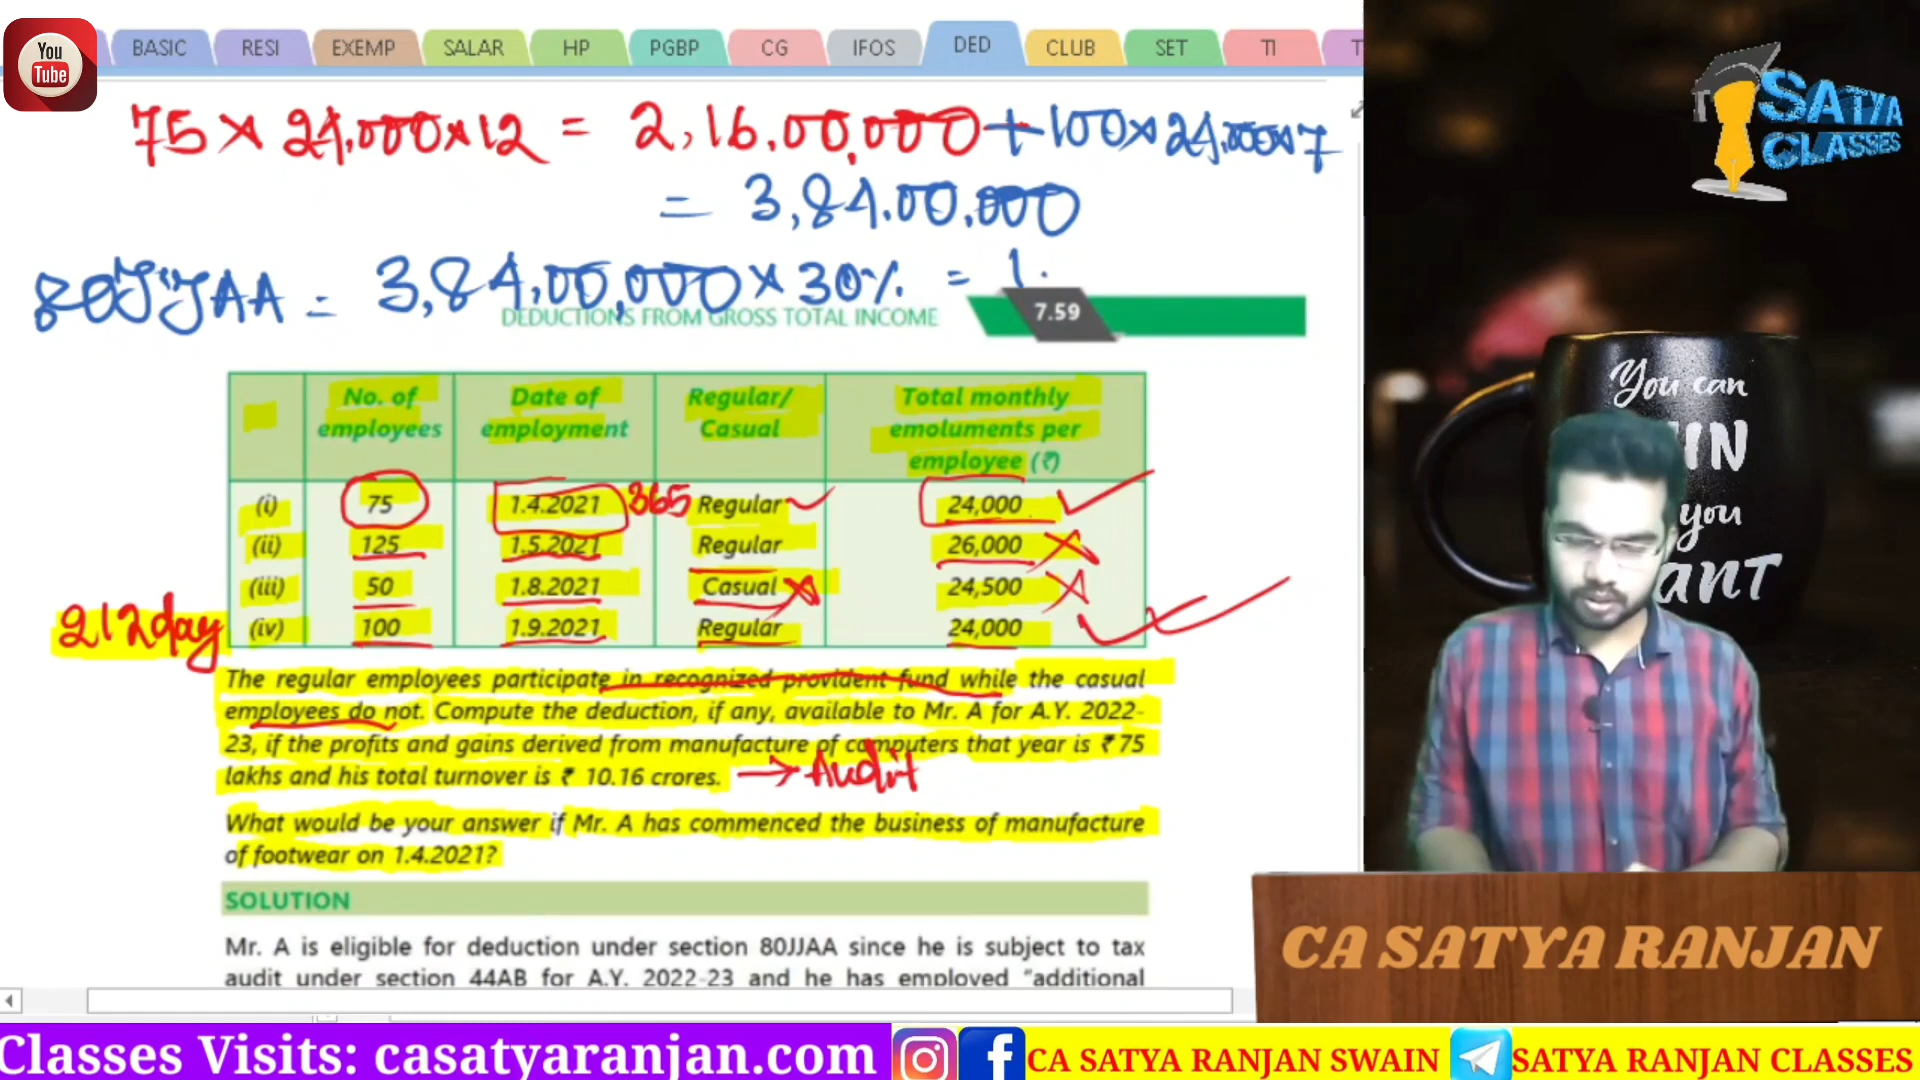 You
Tube
BASIC RESI EXEMP SALAR HP PGBP CG IFOS DED CLUB SET TI T
SATYA
CLASSES
75 × 24,000×12 = 2,16,00,000 + 100×24,000×7
= 3,84,00,000
80JJAA = 3,84,00,000 × 30% = 1.
DEDUCTIONS FROM GROSS TOTAL INCOME 7.59
No. of employees Date of employment Regular/ Casual Total monthly emoluments per employee (₹)
(i) 75 1.4.2021 365 Regular 24,000
(ii) 125 1.5.2021 Regular 26,000
(iii) 50 1.8.2021 Casual 24,500
212day (iv) 100 1.9.2021 Regular 24,000
The regular employees participate in recognized provident fund while the casual
employees do not. Compute the deduction, if any, available to Mr. A for A.Y. 2022-
23, if the profits and gains derived from manufacture of computers that year is ₹ 75
lakhs and his total turnover is ₹ 10.16 crores. → Audit
What would be your answer if Mr. A has commenced the business of manufacture
of footwear on 1.4.2021?
SOLUTION
Mr. A is eligible for deduction under section 80JJAA since he is subject to tax
audit under section 44AB for A.Y. 2022-23 and he has employed "additional
You can
you
CA SATYA RANJAN
Classes Visits: casatyaranjan.com CA SATYA RANJAN SWAIN SATYA RANJAN CLASSES